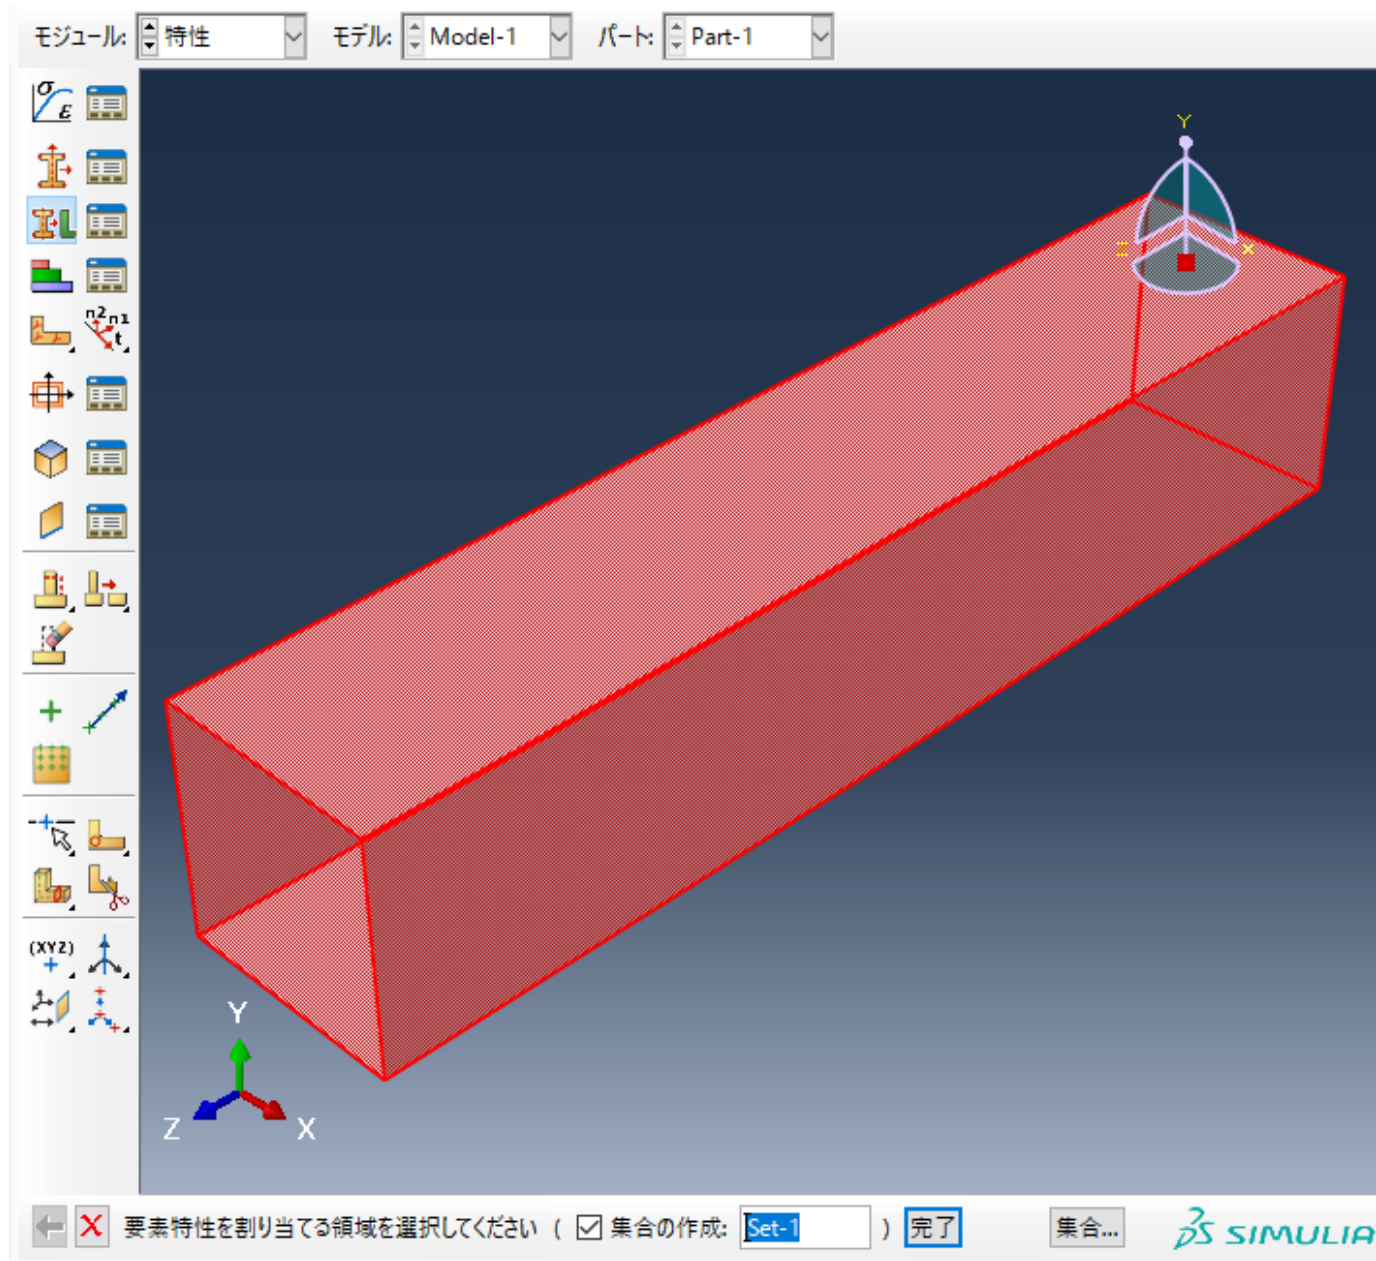 モジュール: 特性 モデル: Model-1 パート: Part-1
σ ε
n2 n1 t
(XYZ)
Y
Z X
Y
Z X
要素特性を割り当てる領域を選択してください ( 集合の作成: Set-1 ) 完了 集合... SIMULIA